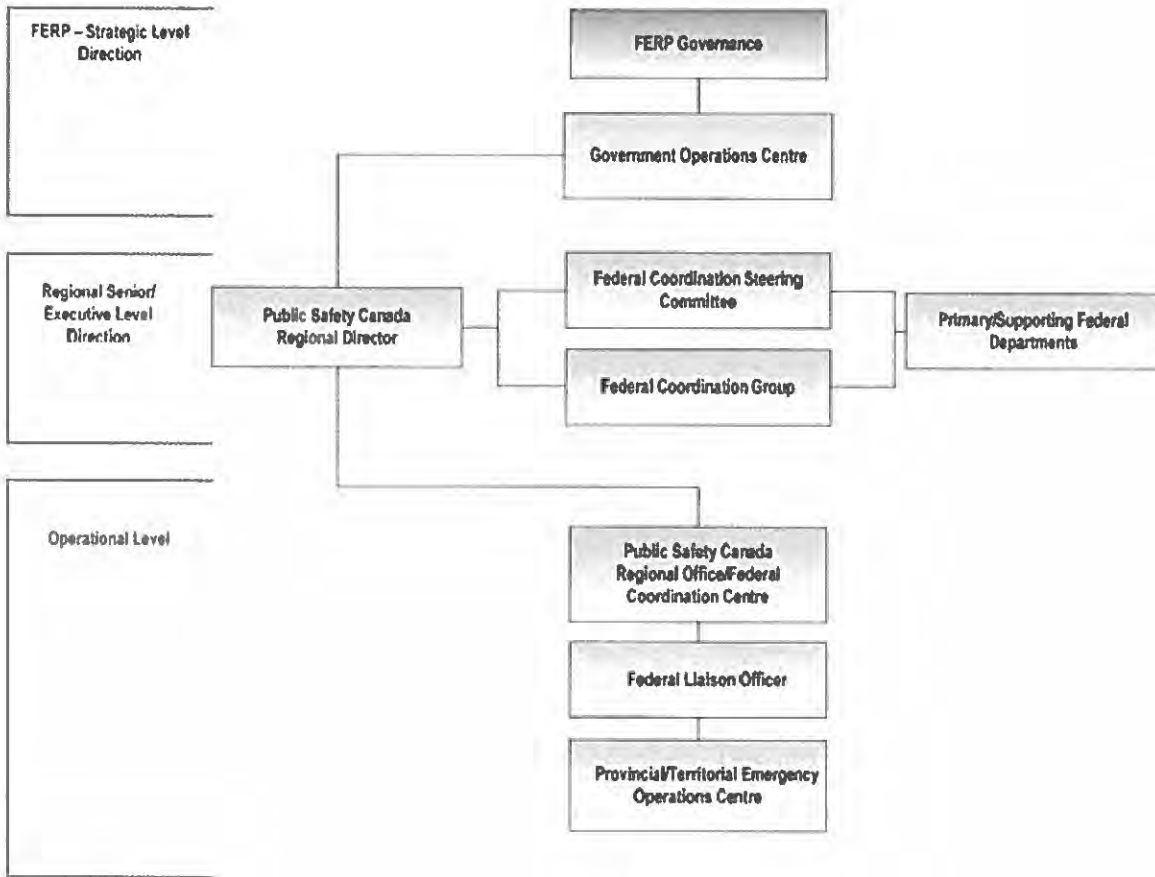 FERP – Strategic Level
Direction
FERP Governance
Government Operations Centre
Regional Senior/
Executive Level
Direction
Public Safety Canada
Regional Director
Federal Coordination Steering
Committee
Federal Coordination Group
Primary/Supporting Federal
Departments
Operational Level
Public Safety Canada
Regional Office/Federal
Coordination Centre
Federal Liaison Officer
Provincial/Territorial Emergency
Operations Centre